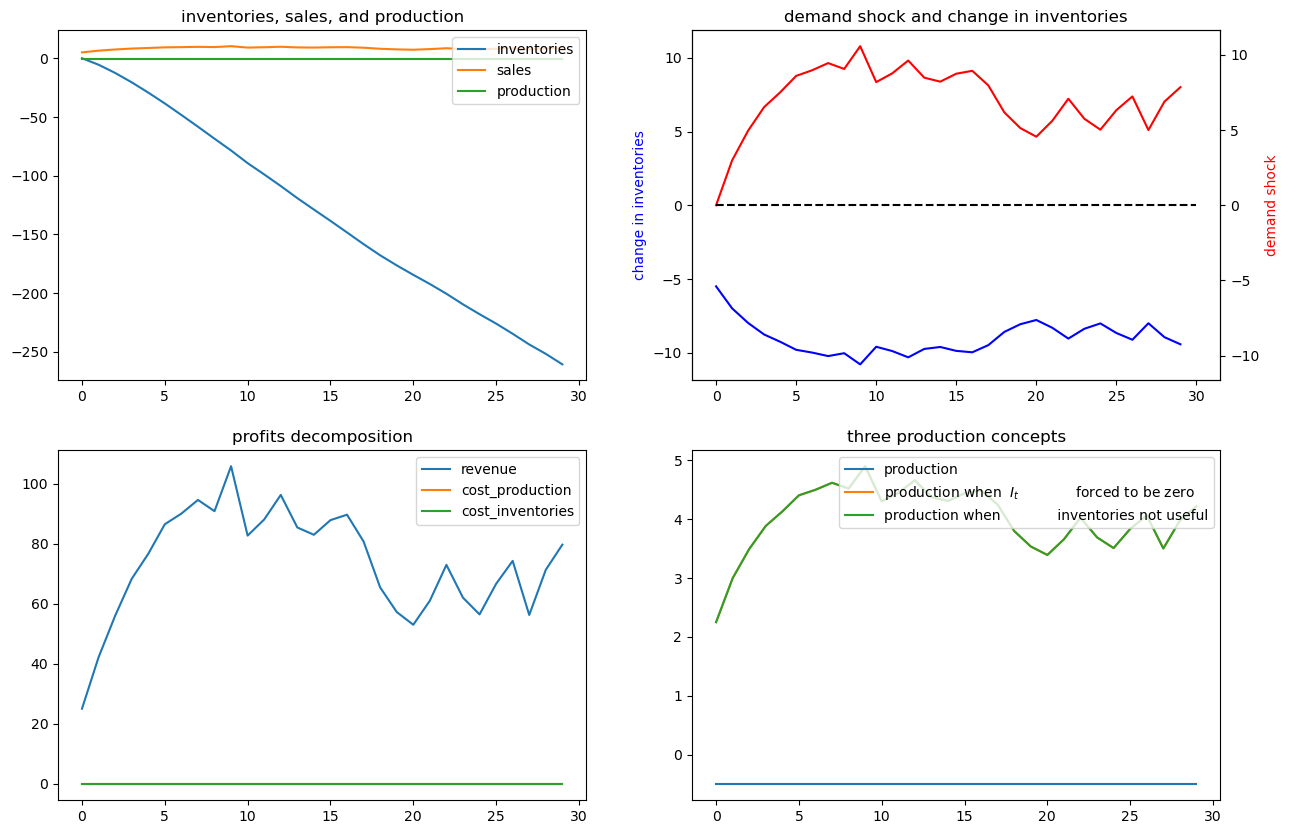 inventories, sales, and production
0
−50
−100
−150
−200
−250
0 5 10 15 20 25 30
inventories
sales
production
demand shock and change in inventories
change in inventories
10
5
0
−5
−10
0 5 10 15 20 25 30
10
5
0
−5
−10
demand shock
profits decomposition
100
80
60
40
20
0
0 5 10 15 20 25 30
revenue
cost_production
cost_inventories
three production concepts
5
4
3
2
1
0
0 5 10 15 20 25 30
production
production when I_t forced to be zero
production when inventories not useful